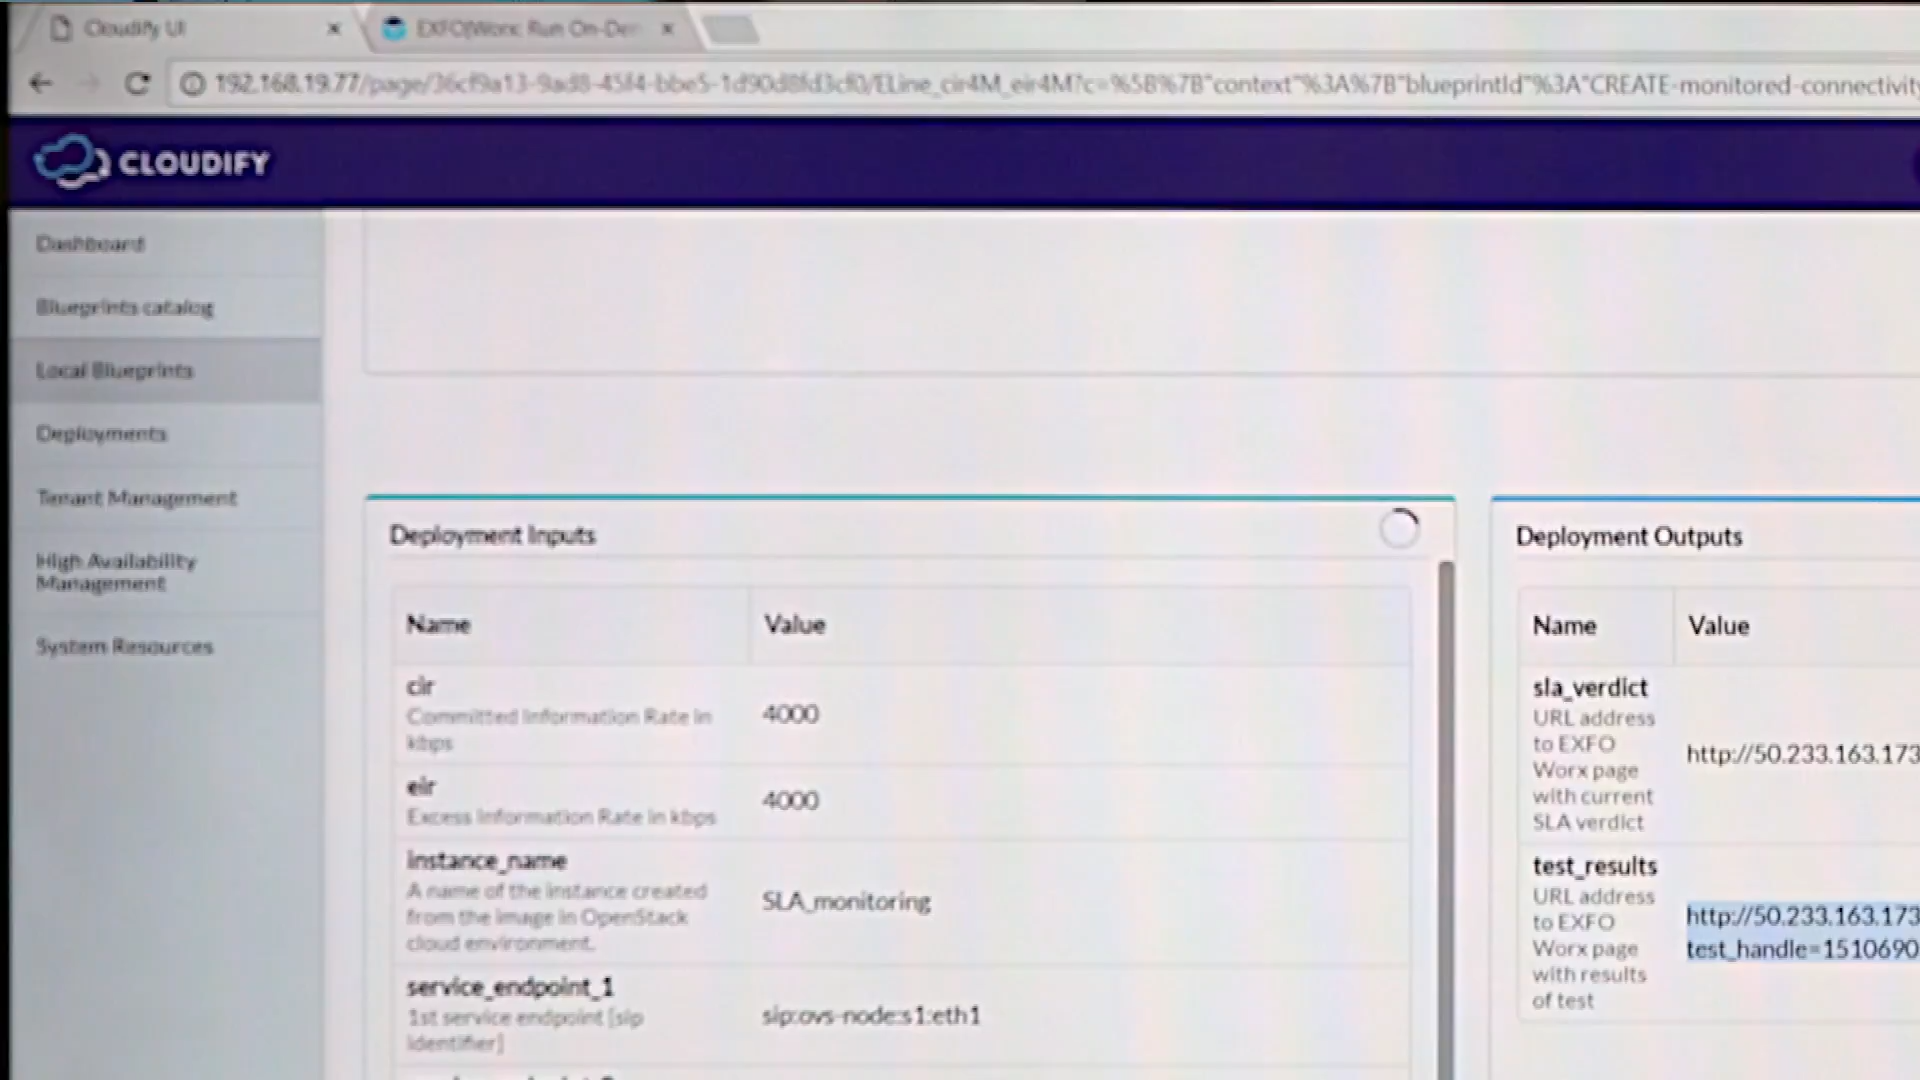 Cloudify UI
EXFO|Worx: Run On-Dem
192.168.19.77/page/36cf9a13-9ad8-45f4-bbe5-1d90d8fd3cf0/ELine_cir4M_eir4M?c=%5B%7B"context"%3A%7B"blueprintId"%3A"CREATE-monitored-connectivity
CLOUDIFY
Dashboard
Blueprints catalog
Local Blueprints
Deployments
Tenant Management
High Availability
Management
System Resources
Deployment Inputs
Name Value
cir
Committed Information Rate in
kbps
4000
eir
Excess Information Rate in kbps
4000
instance_name
A name of the instance created
from the image in OpenStack
cloud environment.
SLA_monitoring
service_endpoint_1
1st service endpoint [sip
identifier]
sip:ovs-node:s1:eth1
Deployment Outputs
Name Value
sla_verdict
URL address
to EXFO
Worx page
with current
SLA verdict
http://50.233.163.173
test_results
URL address
to EXFO
Worx page
with results
of test
http://50.233.163.173
test_handle=1510690